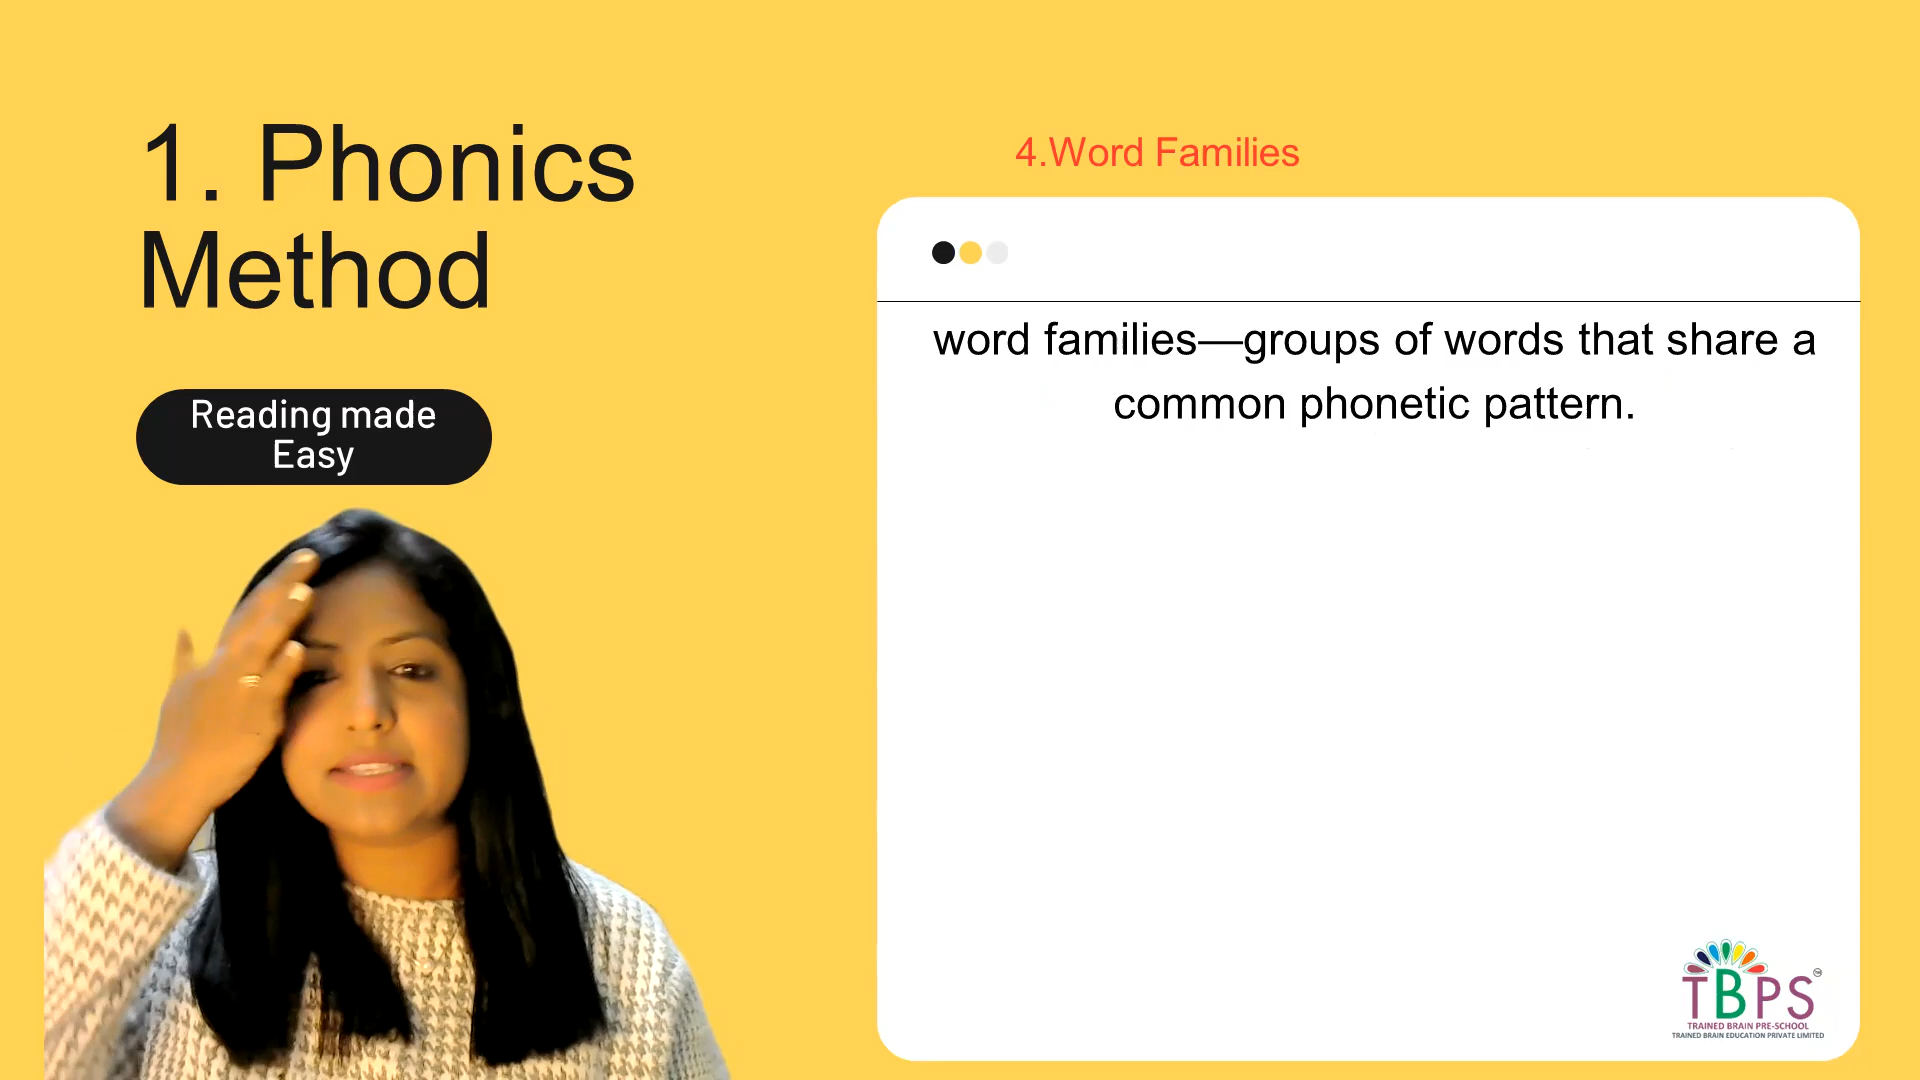 1. Phonics
Method
Reading made
Easy
4.Word Families
word families—groups of words that share a
common phonetic pattern.
TBPS
TM
TRAINED BRAIN PRE-SCHOOL
TRAINED BRAIN EDUCATION PRIVATE LIMITED